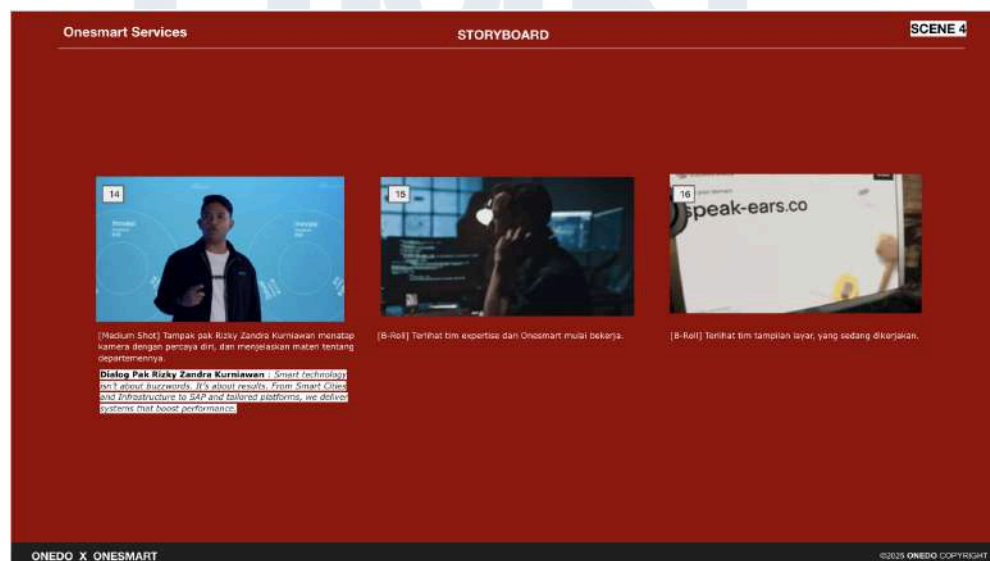 Onesmart Services
STORYBOARD
SCENE 4
14
15
16
speak-ears.co
[Medium Shot] Tampak pak Rizky Zandra Kurniawan menatap
kamera dengan percaya diri, dan menjelaskan materi tentang
departemennya.
Dialog Pak Rizky Zandra Kurniawan : Smart technology
isn't about buzzwords. It's about results. From Smart Cities
and Infrastructure to SAP and tailored platforms, we deliver
systems that boost performance.
[B-Roll] Terlihat tim expertise dari Onesmart mulai bekerja.
[B-Roll] Terlihat tim tampilan layar, yang sedang dikerjakan.
ONEDO X ONESMART
©2025 ONEDO COPYRIGHT